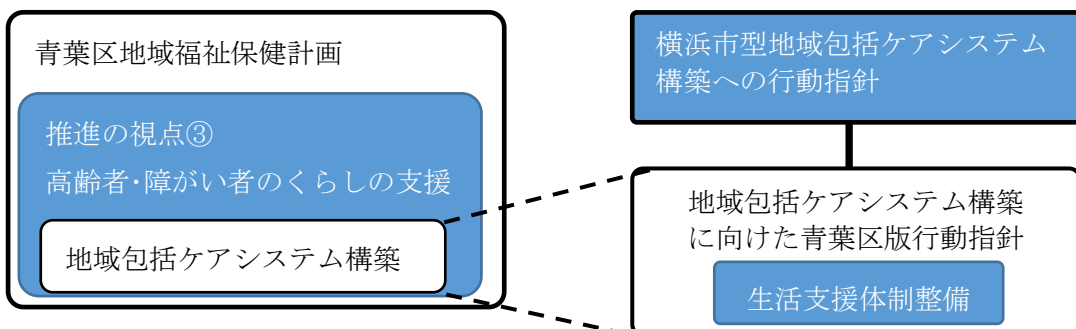 青葉区地域福祉保健計画
推進の視点③
高齢者・障がい者のくらしの支援
地域包括ケアシステム構築
横浜市型地域包括ケアシステム
構築への行動指針
地域包括ケアシステム構築
に向けた青葉区版行動指針
生活支援体制整備